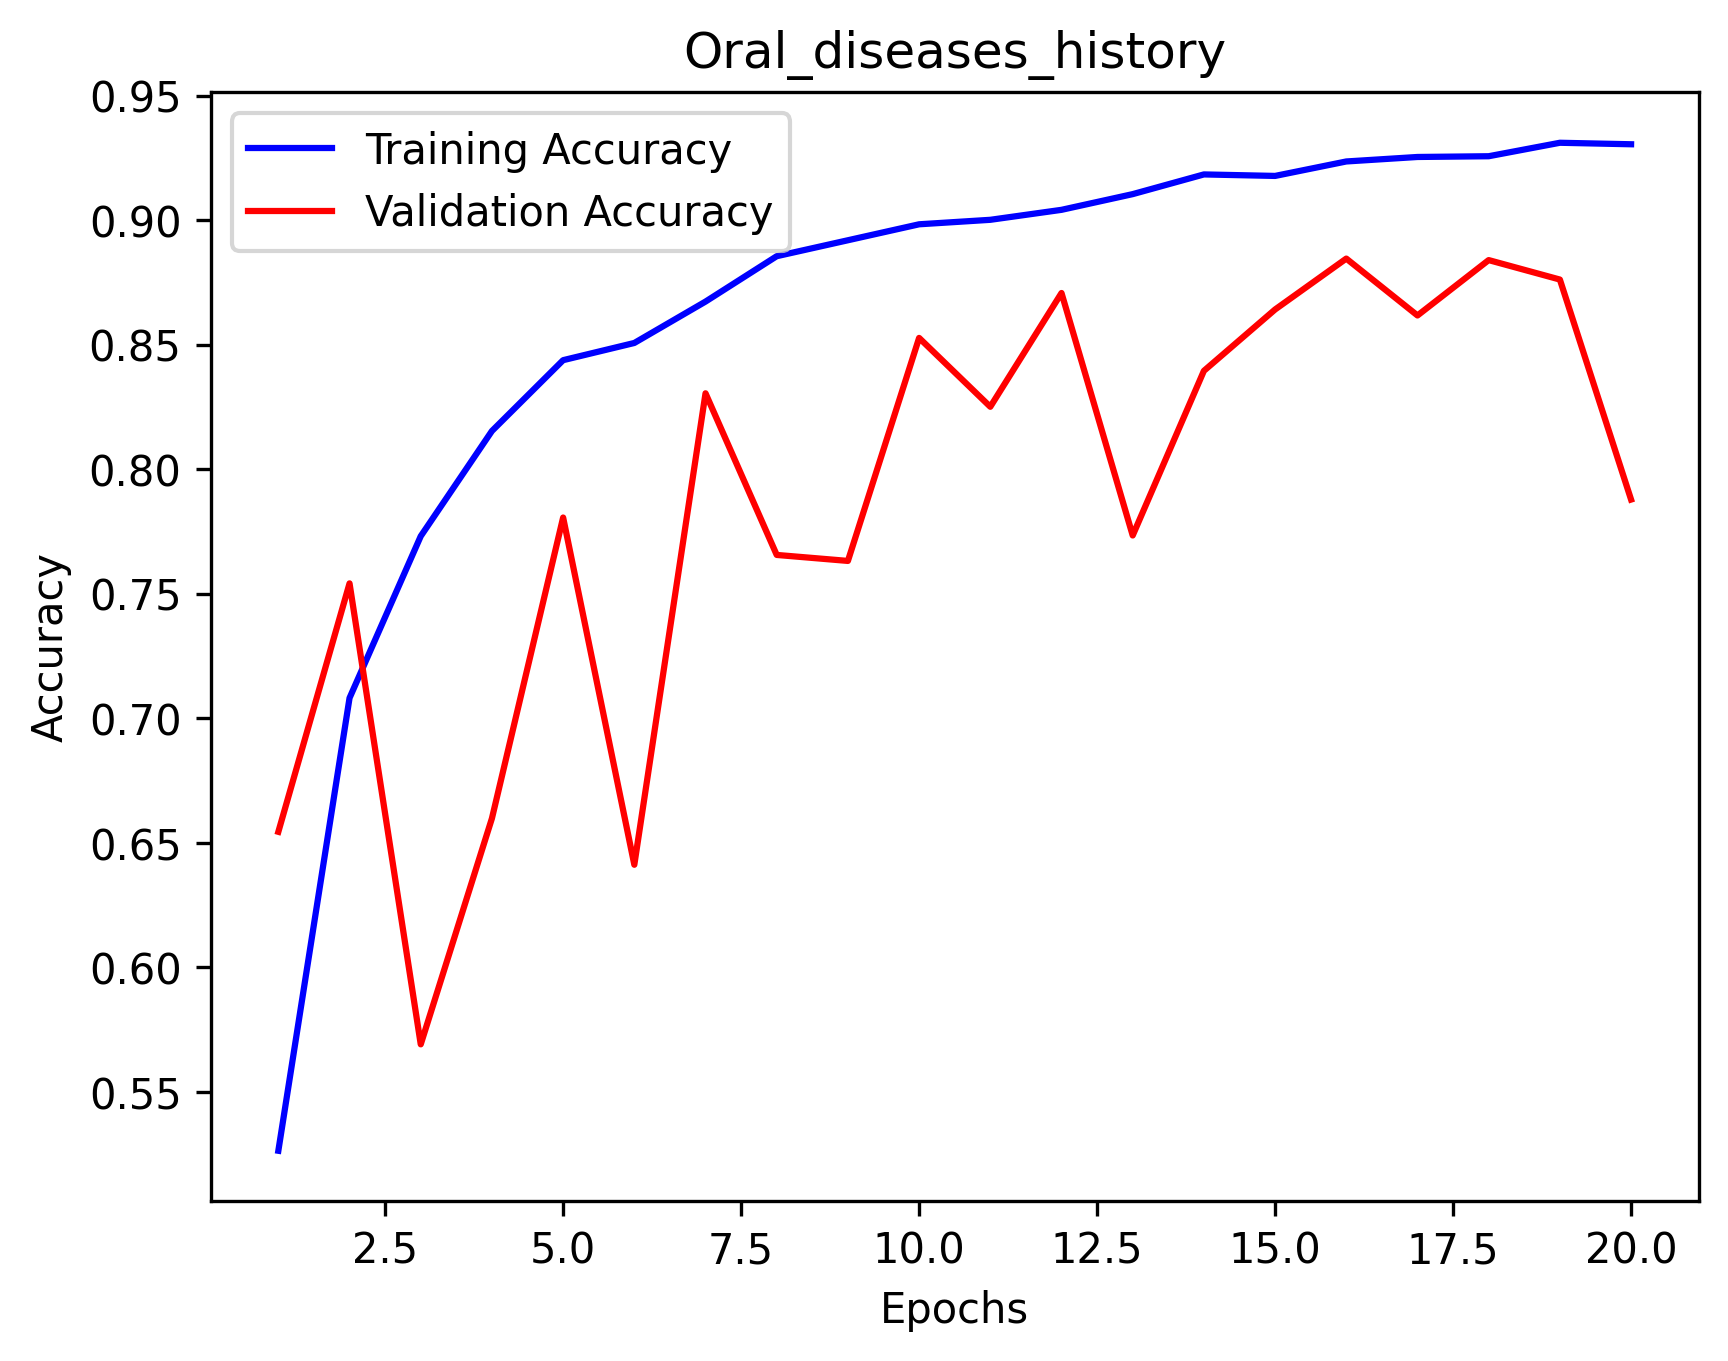 Oral_diseases_history
Training Accuracy
Validation Accuracy
0.95
0.90
0.85
0.80
0.75
0.70
0.65
0.60
0.55
Accuracy
2.5 5.0 7.5 10.0 12.5 15.0 17.5 20.0
Epochs